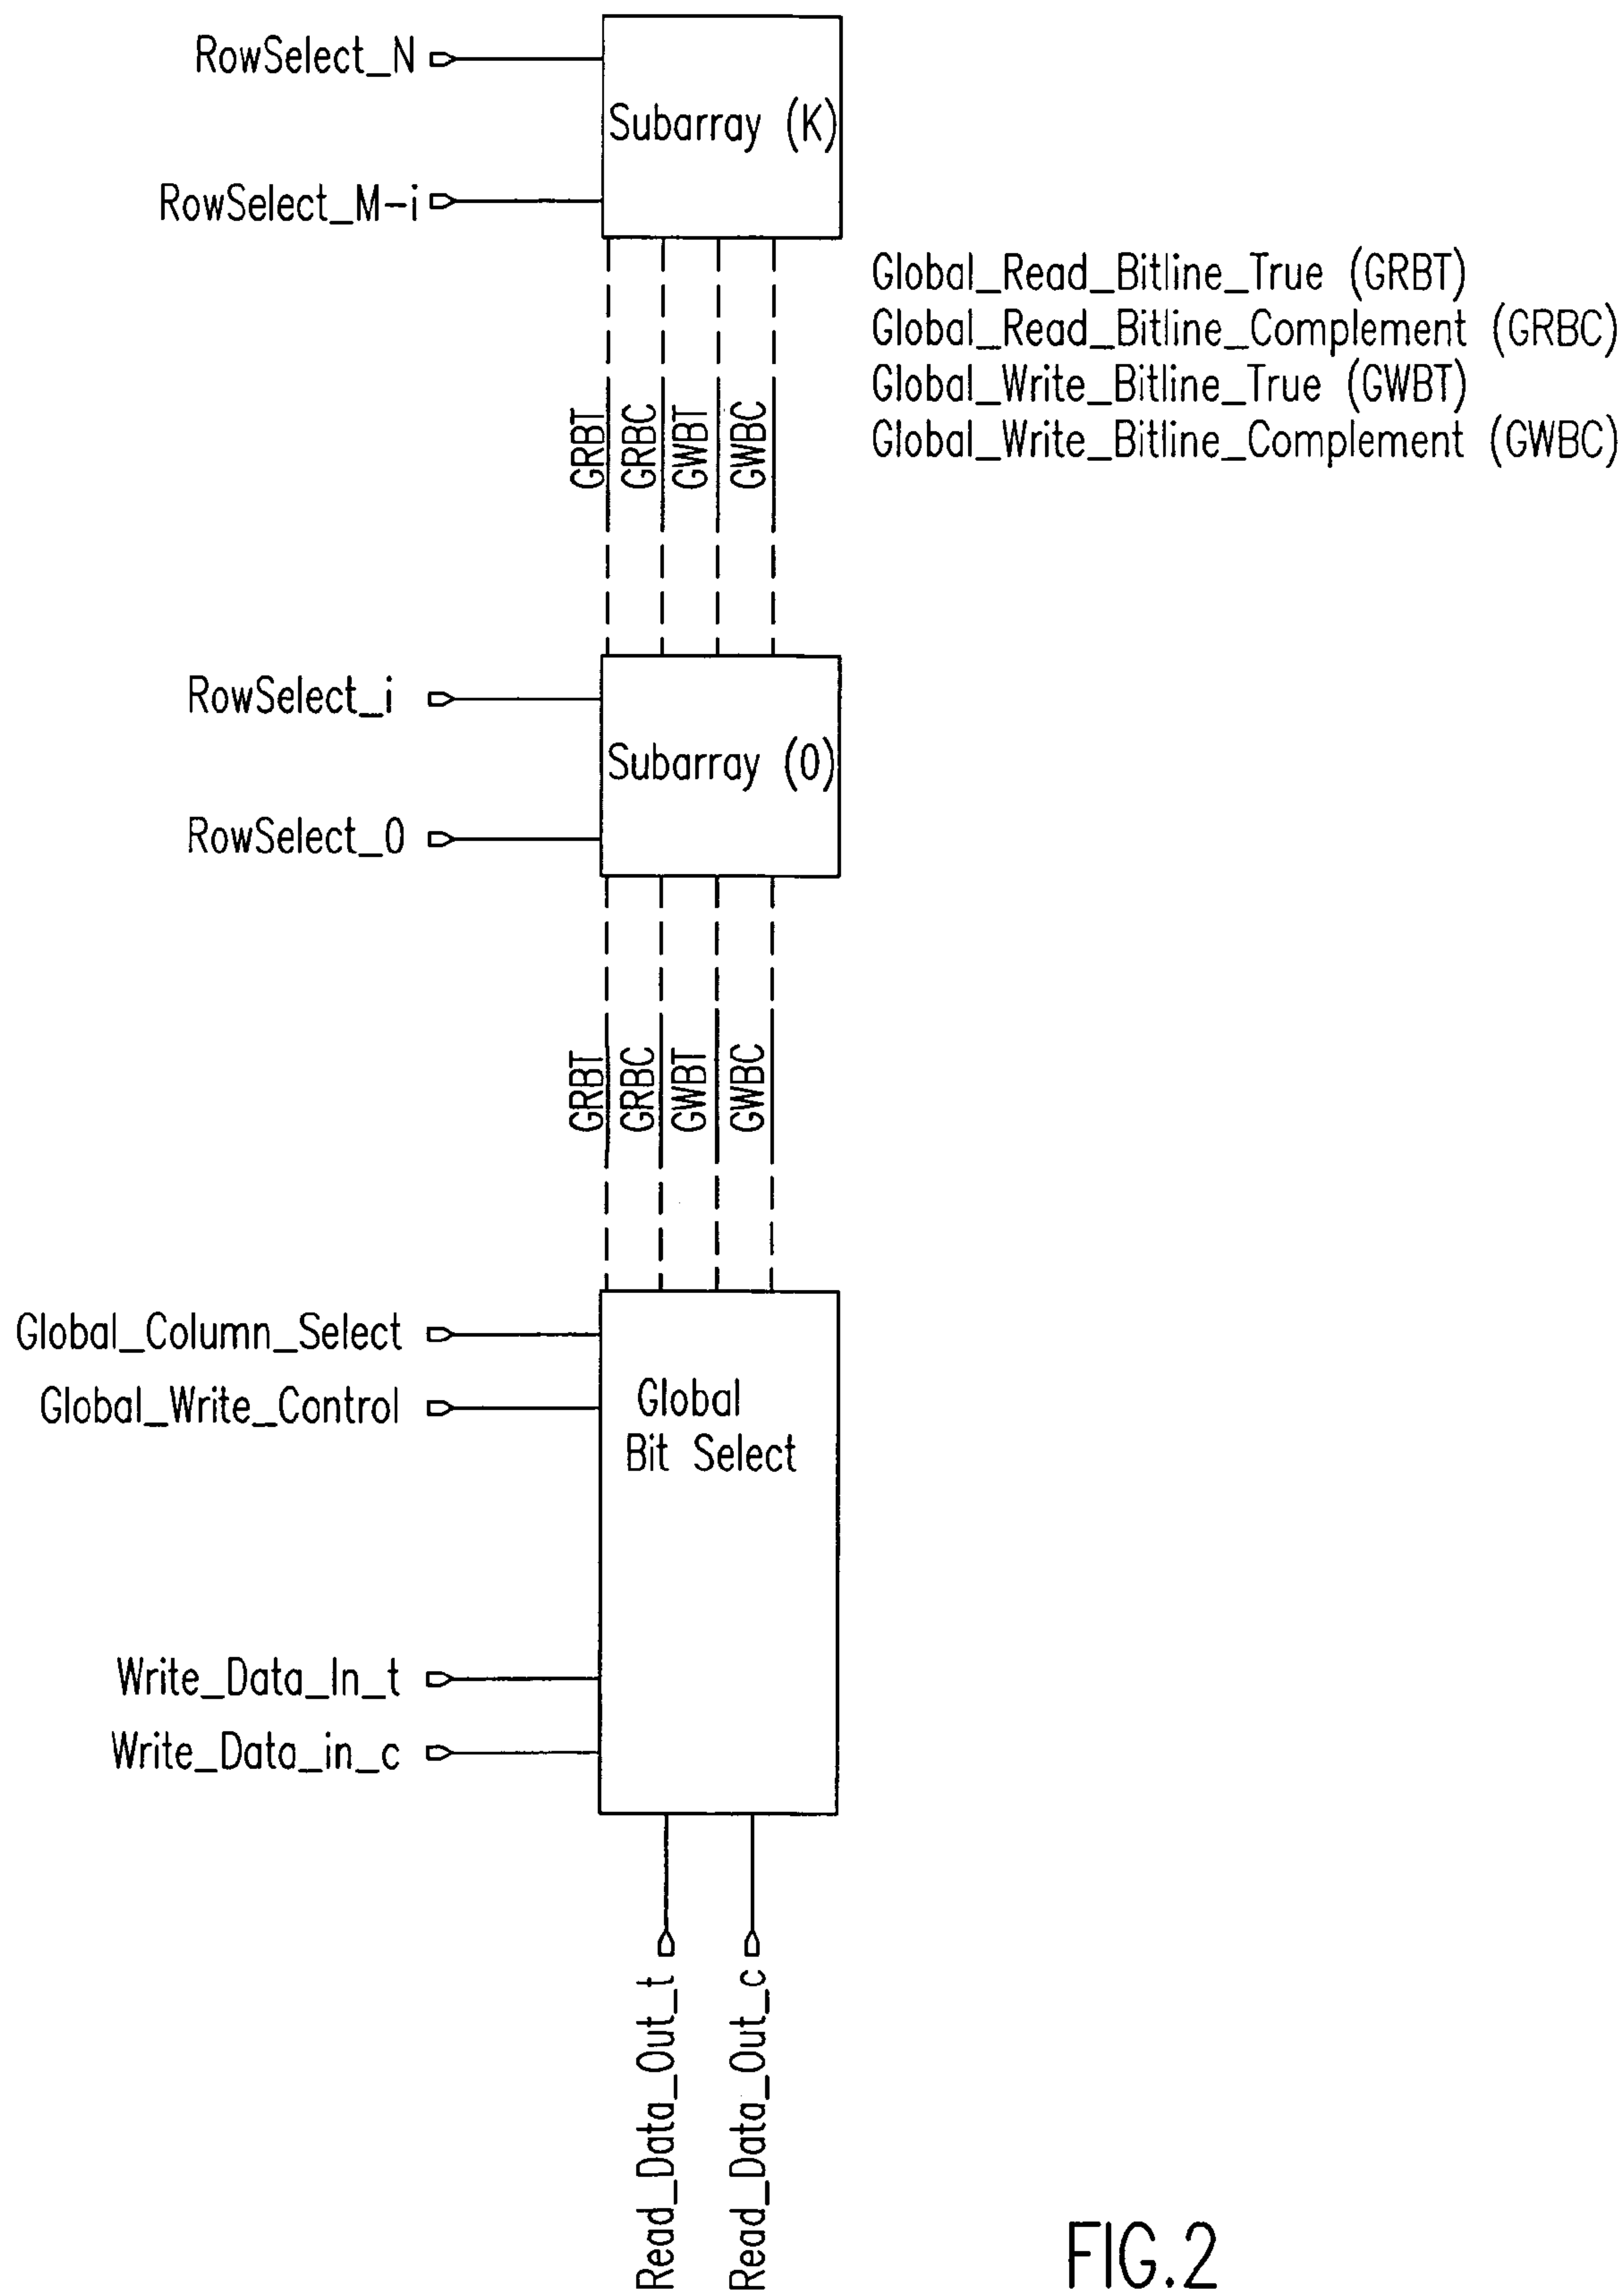 RowSelect_N
Subarray (K)
RowSelect_M-i
Global_Read_Bitline_True (GRBT)
Global_Read_Bitline_Complement (GRBC)
Global_Write_Bitline_True (GWBT)
Global_Write_Bitline_Complement (GWBC)
GRBT
GRBC
GWBT
GWBC
RowSelect_i
Subarray (0)
RowSelect_0
GRBT
GRBC
GWBT
GWBC
Global_Column_Select
Global_Write_Control
Global
Bit Select
Write_Data_In_t
Write_Data_in_c
Read_Data_Out_t
Read_Data_Out_c
FIG.2